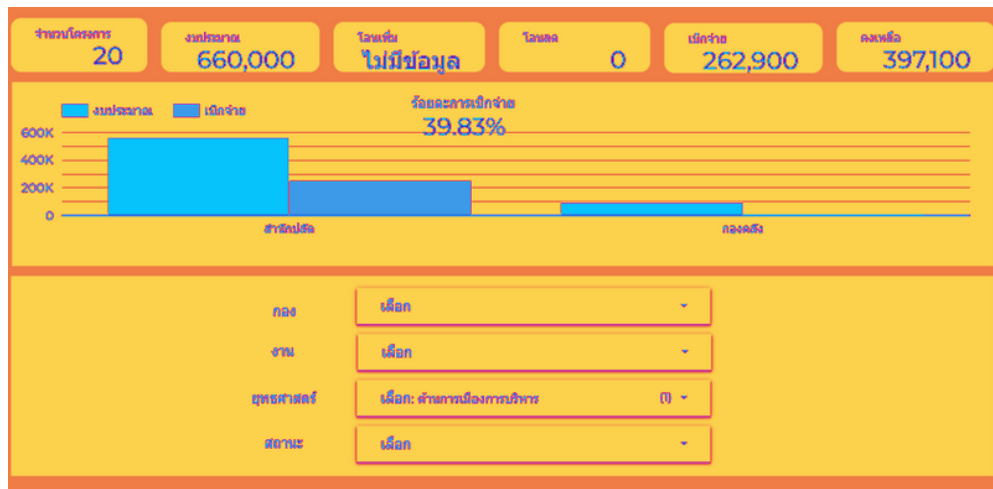 จำนวนโครงการ
20
งบประมาณ
660,000
โอนเพิ่ม
ไม่มีข้อมูล
โอนลด
0
เบิกจ่าย
262,900
คงเหลือ
397,100
งบประมาณ เบิกจ่าย
ร้อยละการเบิกจ่าย
39.83%
600K
400K
200K
0
สำนักปลัด กองคลัง
กอง เลือก
งาน เลือก
ยุทธศาสตร์ เลือก: ด้านการเมืองการบริหาร (1)
สถานะ เลือก